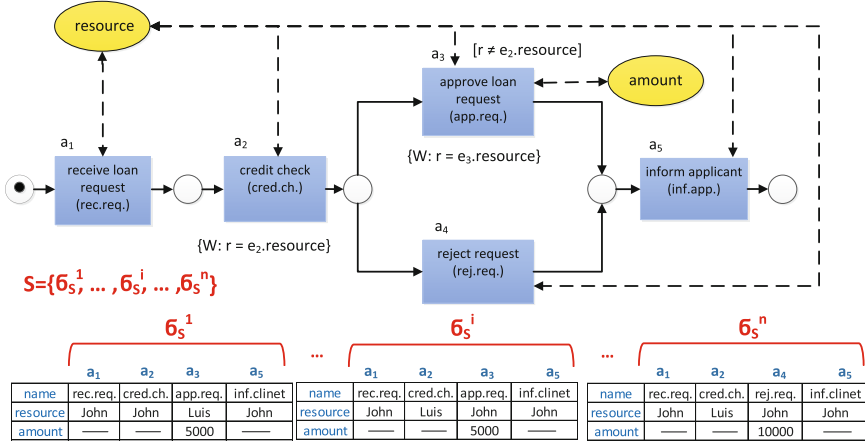 resource
a3
[r ≠ e2.resource]
approve loan
request
(app.req.)
amount
a1
a2
a5
receive loan
request
(rec.req.)
credit check
(cred.ch.)
{W: r = e3.resource}
inform applicant
(inf.app.)
{W: r = e2.resource}
a4
reject request
(rej.req.)
S={бS1, ... ,бSi, ... ,бSn}
бS1 ... бSi ... бSn
a1 a2 a3 a5 a1 a2 a3 a5 a1 a2 a4 a5
name rec.req. cred.ch. app.req. inf.clinet name rec.req. cred.ch. app.req. inf.clinet name rec.req. cred.ch. rej.req. inf.clinet
resource John John Luis John resource John Luis John John resource John Luis John John
amount —— —— 5000 —— amount —— —— 5000 —— amount —— —— 10000 ——